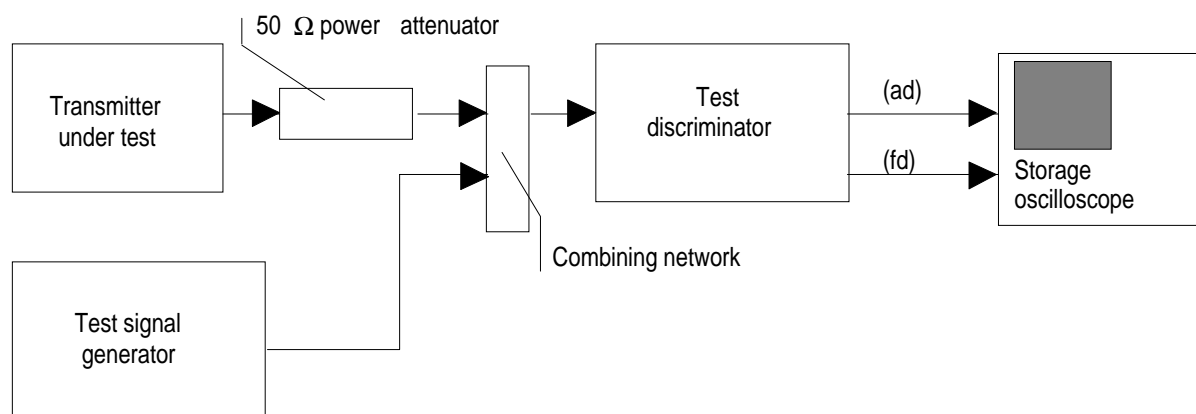 50 Ω power attenuator
Transmitter
under test
Test
discriminator
(ad)
(fd)
Storage
oscilloscope
Combining network
Test signal
generator